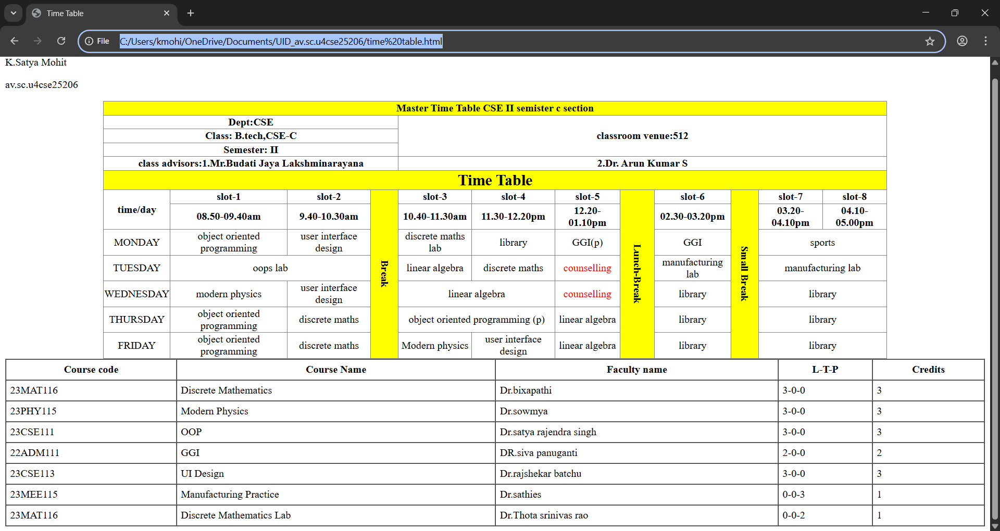 Time Table
File
C:/Users/kmohi/OneDrive/Documents/UID_av.sc.u4cse25206/time%20table.html
K.Satya Mohit
av.sc.u4cse25206
Master Time Table CSE II semister c section
Dept:CSE
Class: B.tech,CSE-C
Semester: II
classroom venue:512
class advisors:1.Mr.Budati Jaya Lakshminarayana
2.Dr. Arun Kumar S
Time Table
time/day
slot-1
slot-2
Break
slot-3
slot-4
slot-5
Lunch-Break
slot-6
Small Break
slot-7
slot-8
08.50-09.40am
9.40-10.30am
10.40-11.30am
11.30-12.20pm
12.20-
01.10pm
02.30-03.20pm
03.20-
04.10pm
04.10-
05.00pm
MONDAY
object oriented
programming
user interface
design
discrete maths
lab
library
GGI(p)
GGI
sports
TUESDAY
oops lab
linear algebra
discrete maths
counselling
manufacturing
lab
manufacturing lab
WEDNESDAY
modern physics
user interface
design
linear algebra
counselling
library
library
THURSDAY
object oriented
programming
discrete maths
object oriented programming (p)
linear algebra
library
library
FRIDAY
object oriented
programming
discrete maths
Modern physics
user interface
design
linear algebra
library
library
Course code
Course Name
Faculty name
L-T-P
Credits
23MAT116
Discrete Mathematics
Dr.bixapathi
3-0-0
3
23PHY115
Modern Physics
Dr.sowmya
3-0-0
3
23CSE111
OOP
Dr.satya rajendra singh
3-0-0
3
22ADM111
GGI
DR.siva panuganti
2-0-0
2
23CSE113
UI Design
Dr.rajshekar batchu
3-0-0
3
23MEE115
Manufacturing Practice
Dr.sathies
0-0-3
1
23MAT116
Discrete Mathematics Lab
Dr.Thota srinivas rao
0-0-2
1